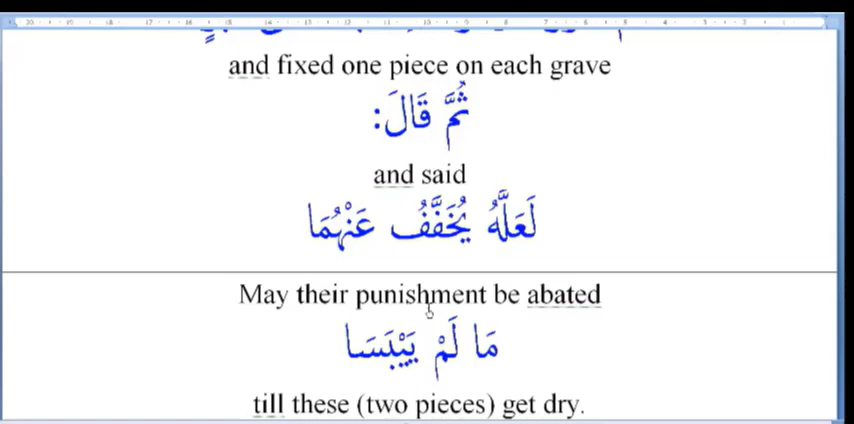 and fixed one piece on each grave
ثُمَّ قَالَ:
and said
لَعَلَّهُ يُخَفَّفُ عَنْهُمَا
May their punishment be abated
مَا لَمْ يَيْبَسَا
till these (two pieces) get dry.